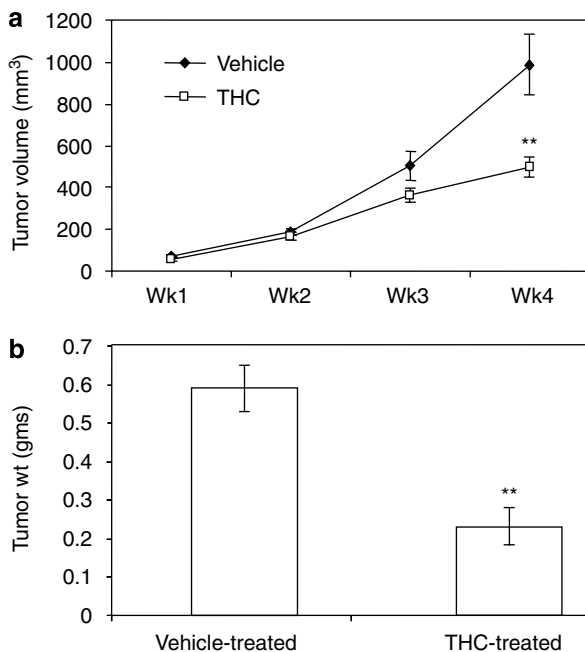 a
Tumor volume (mm³)
1200
1000
800
600
400
200
0
Vehicle
THC
**
Wk1 Wk2 Wk3 Wk4
b
Tumor wt (gms)
0.7
0.6
0.5
0.4
0.3
0.2
0.1
0
**
Vehicle-treated THC-treated